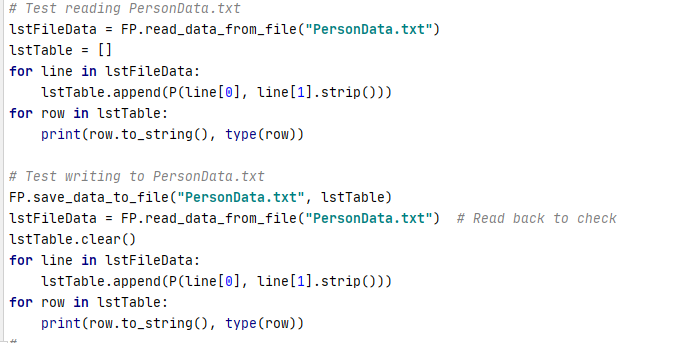 # Test reading PersonData.txt
lstFileData = FP.read_data_from_file("PersonData.txt")
lstTable = []
for line in lstFileData:
    lstTable.append(P(line[0], line[1].strip()))
for row in lstTable:
    print(row.to_string(), type(row))

# Test writing to PersonData.txt
FP.save_data_to_file("PersonData.txt", lstTable)
lstFileData = FP.read_data_from_file("PersonData.txt")  # Read back to check
lstTable.clear()
for line in lstFileData:
    lstTable.append(P(line[0], line[1].strip()))
for row in lstTable:
    print(row.to_string(), type(row))
#